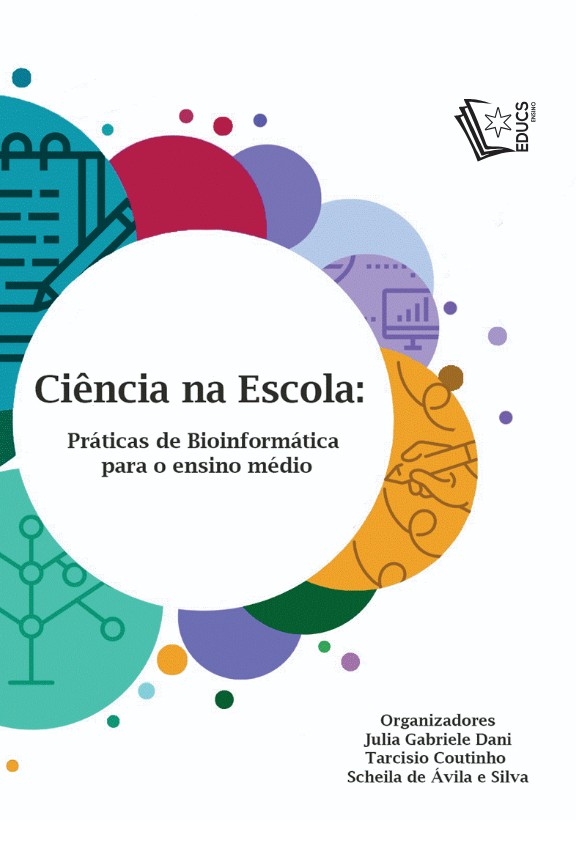 EDUCS
ENSINO
Ciência na Escola:
Práticas de Bioinformática
para o ensino médio
Organizadores
Julia Gabriele Dani
Tarcisio Coutinho
Scheila de Ávila e Silva